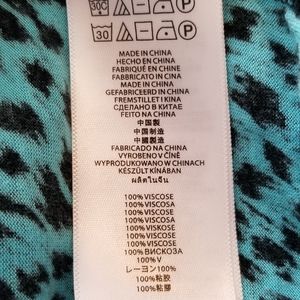 30C P
30 P
MADE IN CHINA
HECHO EN CHINA
FABRIQUÉ EN CHINE
FABBRICATO IN CINA
MADE IN CHINA
GEFABRICEERD IN CHINA
FREMSTILLET I KINA
СДЕЛАНО В КИТАЕ
FEITO NA CHINA
中国製
中国制造
中國製造
FABRICADO NA CHINA
VYROBENO V ČÍNĚ
WYPRODUKOWANO W CHINACH
KÉSZÜLT KÍNÁBAN
ผลิตในจีน
100% VISCOSE
100% VISCOSA
100% VISCOSE
100% VISCOSA
100% VISKOSE
100% VISCOSE
100% VISCOSE
100% ВИСКОЗА
100% V
レーヨン100%
100% 粘胶
100% 粘膠